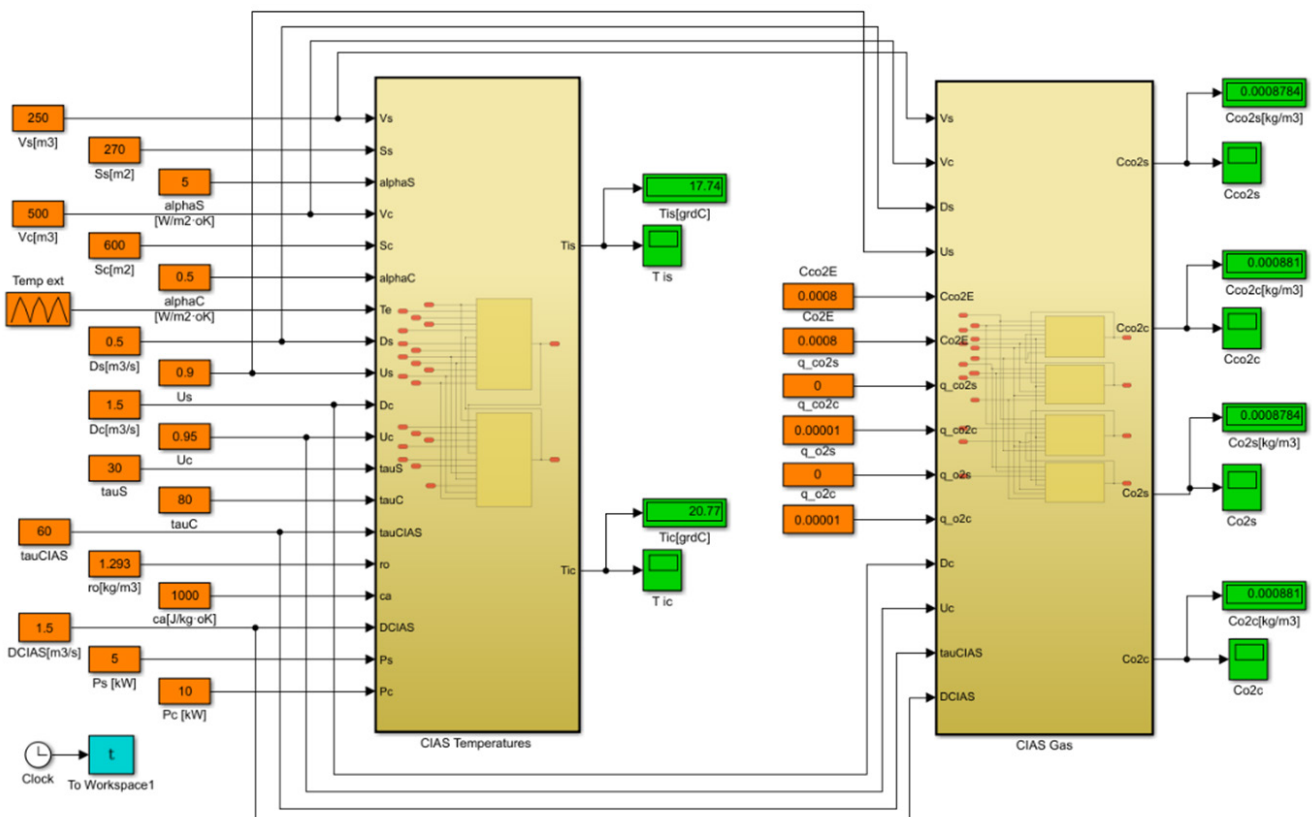 250
Vs[m3]
270
Ss[m2]
5
alphaS
[W/m2·oK]
500
Vc[m3]
600
Sc[m2]
0.5
alphaC
[W/m2·oK]
Temp ext
0.5
Ds[m3/s]
0.9
Us
1.5
Dc[m3/s]
0.95
Uc
30
tauS
80
tauC
60
tauCIAS
1.293
ro[kg/m3]
1000
ca[J/kg·oK]
1.5
DCIAS[m3/s]
5
Ps [kW]
10
Pc [kW]
Clock
t
To Workspace1
Vs
Ss
alphaS
Vc
Sc
alphaC
Te
Ds
Us
Dc
Uc
tauS
tauC
tauCIAS
ro
ca
DCIAS
Ps
Pc
Tis
Tic
CIAS Temperatures
17.74
Tis[grdC]
T is
20.77
Tic[grdC]
T ic
Cco2E
0.0008
Co2E
0.0008
q_co2s
0
q_co2c
0.00001
q_o2s
0
q_o2c
0.00001
Vs
Vc
Ds
Us
Cco2E
Co2E
q_co2s
q_co2c
q_o2s
q_o2c
Dc
Uc
tauCIAS
DCIAS
Cco2s
Cco2c
Co2s
Co2c
CIAS Gas
0.0008784
Cco2s[kg/m3]
Cco2s
0.000881
Cco2c[kg/m3]
Cco2c
0.0008784
Co2s[kg/m3]
Co2s
0.000881
Co2c[kg/m3]
Co2c